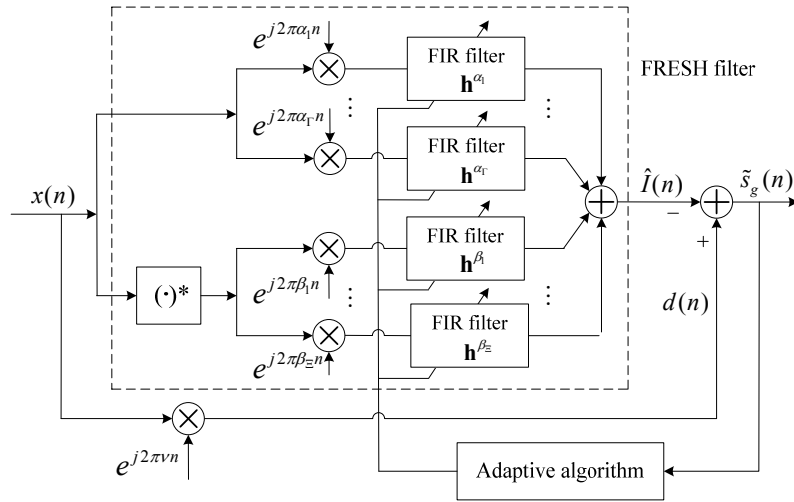 e^{j2πα_1 n}
FIR filter
h^{α_1}
FRESH filter
⋮
⋮
e^{j2πα_Γ n}
FIR filter
h^{α_Γ}
x(n)
Î(n)
s̃_g(n)
−
+
(·)*
FIR filter
h^{β_1}
e^{j2πβ_1 n}
⋮
⋮
d(n)
FIR filter
h^{β_Ξ}
e^{j2πβ_Ξ n}
e^{j2πνn}
Adaptive algorithm